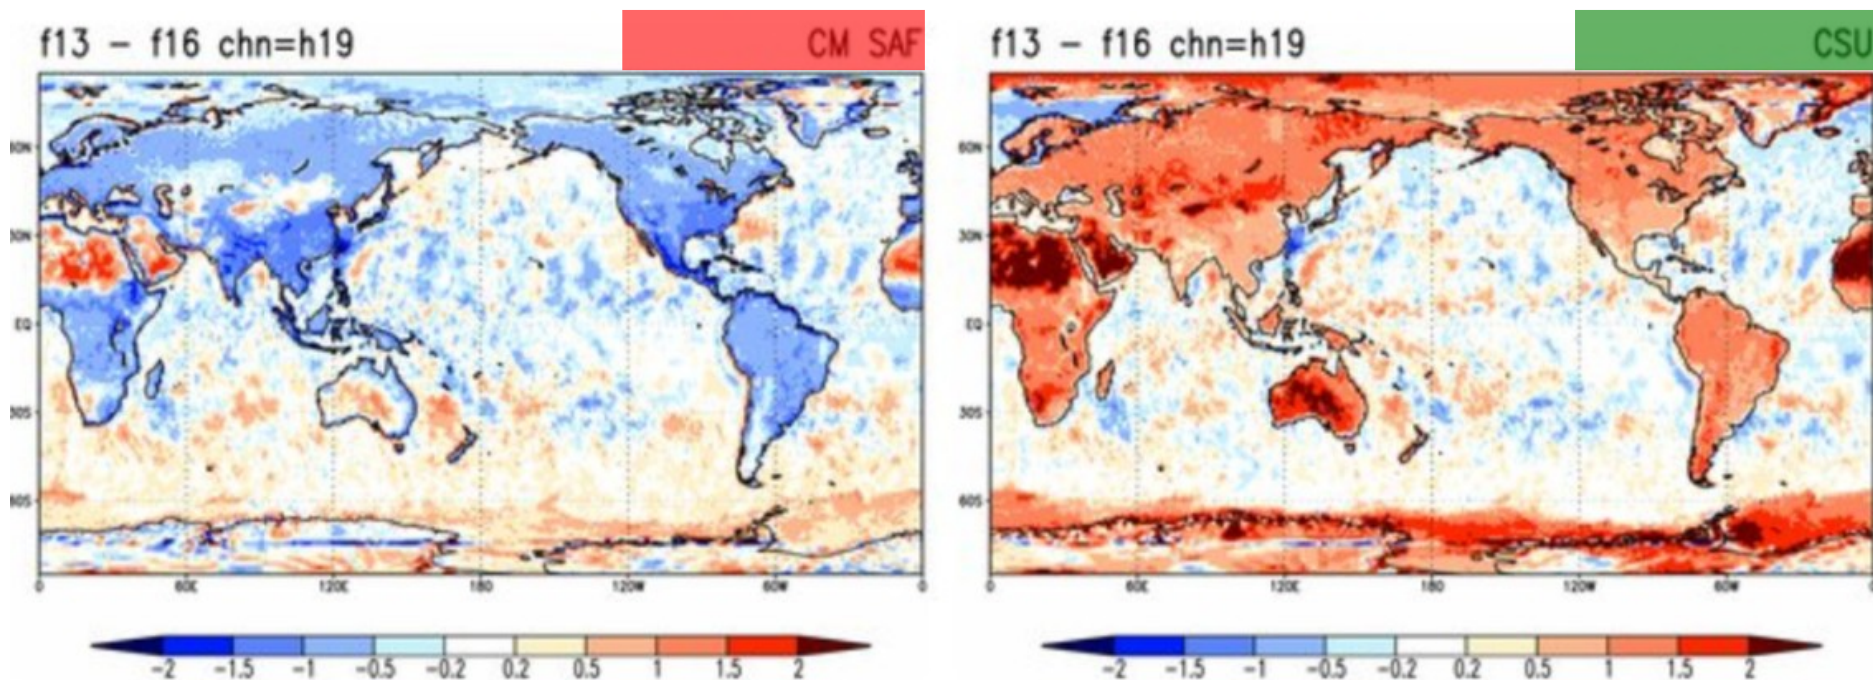 f13 – f16 chn=h19 CM SAF
60N
30N
EQ
30S
60S
0 60E 120E 180 120W 60W 0
-2 -1.5 -1 -0.5 -0.2 0.2 0.5 1 1.5 2
f13 – f16 chn=h19 CSU
60N
30N
EQ
30S
60S
0 60E 120E 180 120W 60W 0
-2 -1.5 -1 -0.5 -0.2 0.2 0.5 1 1.5 2